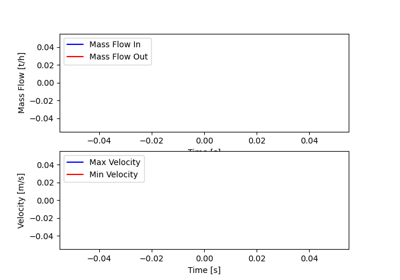 0.04
Mass Flow In
0.02
Mass Flow Out
0.00
−0.02
−0.04
Mass Flow [t/h]
−0.04 −0.02 0.00 0.02 0.04
Time [s]
0.04
Max Velocity
0.02
Min Velocity
0.00
−0.02
−0.04
Velocity [m/s]
−0.04 −0.02 0.00 0.02 0.04
Time [s]